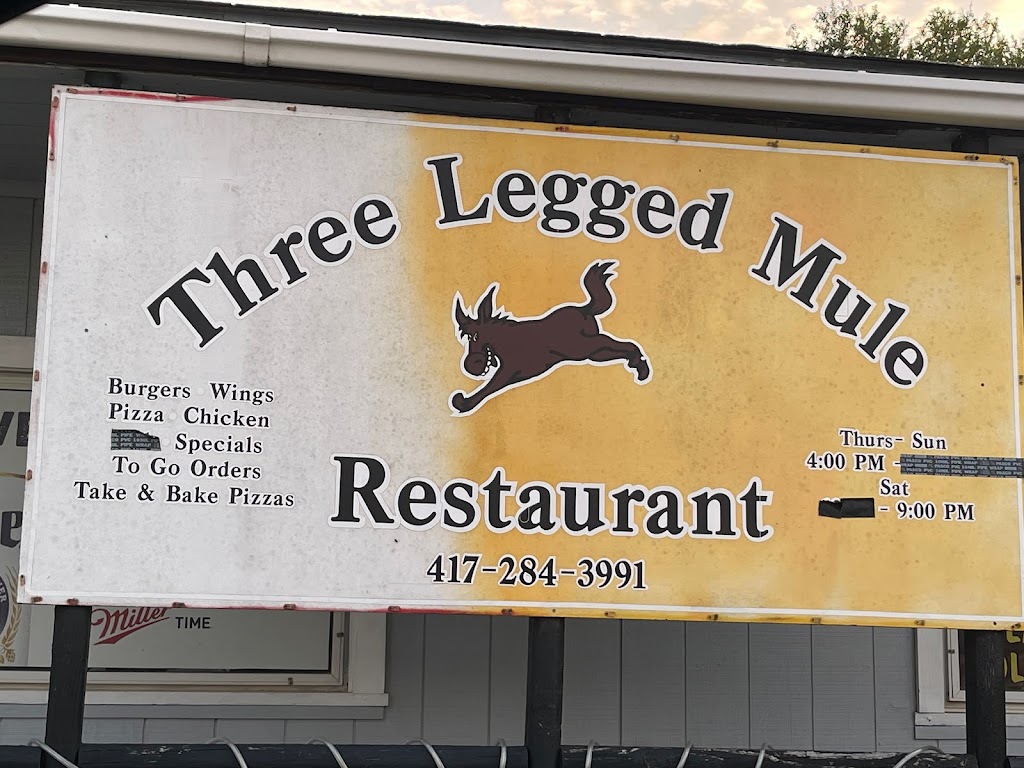 Three Legged Mule
Burgers Wings
Pizza Chicken
Specials
To Go Orders
Take & Bake Pizzas
Restaurant
417-284-3991
Thurs- Sun
4:00 PM -
Sat
- 9:00 PM
Miller
TIME